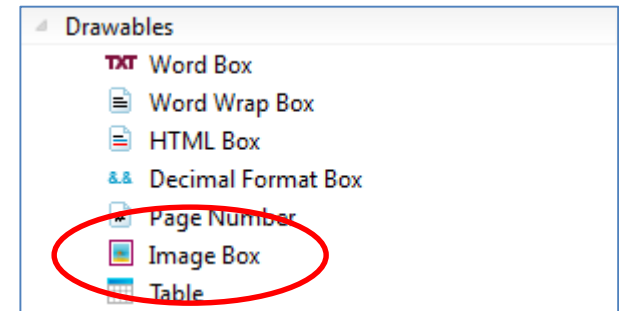 Drawables
TXT Word Box
Word Wrap Box
HTML Box
&.& Decimal Format Box
# Page Number
Image Box
Table